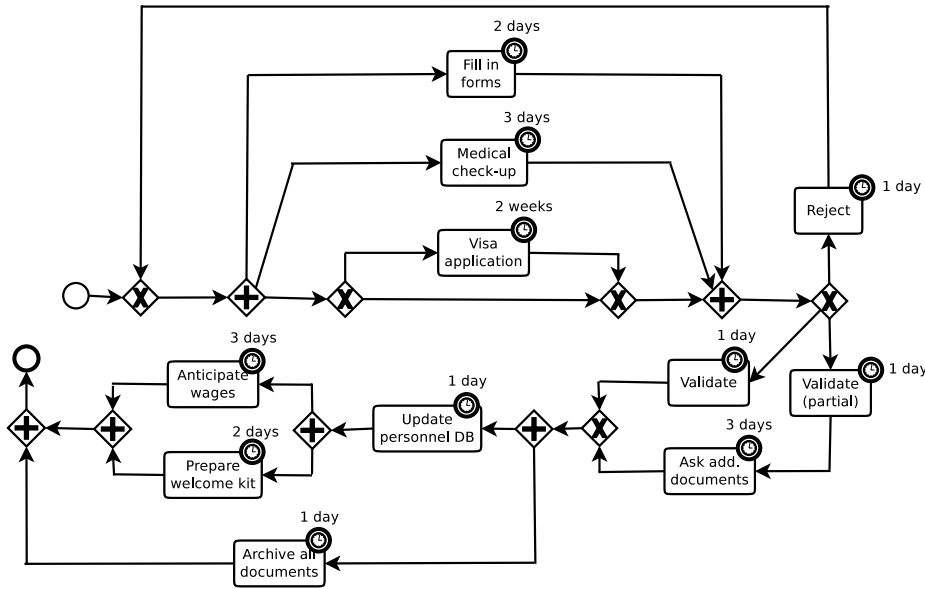 2 days
Fill in
forms
3 days
Medical
check-up
2 weeks
Visa
application
1 day
Reject
1 day
Validate
1 day
Validate
(partial)
3 days
Ask add.
documents
1 day
Update
personnel DB
3 days
Anticipate
wages
2 days
Prepare
welcome kit
1 day
Archive all
documents